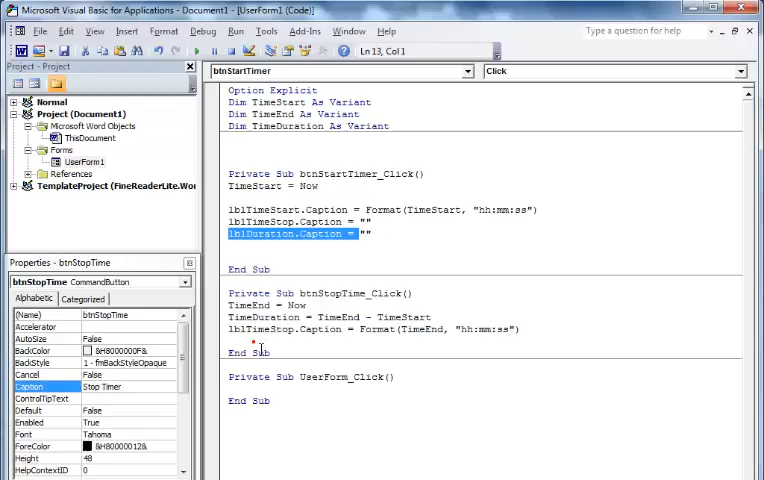 Microsoft Visual Basic for Applications - Document1 - [UserForm1 (Code)]
File Edit View Insert Format Debug Run Tools Add-Ins Window Help
Type a question for help
Ln 13, Col 1
Project - Project
Normal
Project (Document1)
Microsoft Word Objects
ThisDocument
Forms
UserForm1
References
TemplateProject (FineReaderLite.Wor
Properties - btnStopTime
btnStopTime CommandButton
Alphabetic Categorized
(Name) btnStopTime
Accelerator
AutoSize False
BackColor &H8000000F&
BackStyle 1 - fmBackStyleOpaque
Cancel False
Caption Stop Timer
ControlTipText
Default False
Enabled True
Font Tahoma
ForeColor &H80000012&
Height 48
HelpContextID 0
btnStartTimer Click
Option Explicit
Dim TimeStart As Variant
Dim TimeEnd As Variant
Dim TimeDuration As Variant
Private Sub btnStartTimer_Click()
TimeStart = Now
lblTimeStart.Caption = Format(TimeStart, "hh:mm:ss")
lblTimeStop.Caption = ""
lblDuration.Caption = ""
End Sub
Private Sub btnStopTime_Click()
TimeEnd = Now
TimeDuration = TimeEnd - TimeStart
lblTimeStop.Caption = Format(TimeEnd, "hh:mm:ss")
End Sub
Private Sub UserForm_Click()
End Sub